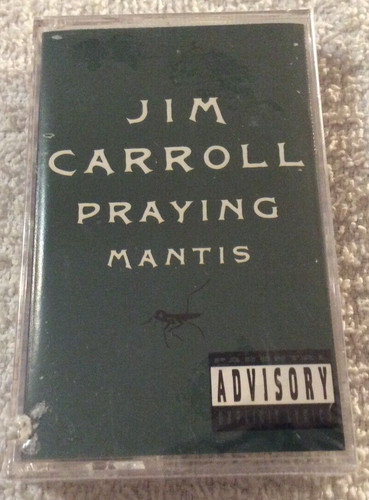 JIM
CARROLL
PRAYING
MANTIS
PARENTAL
ADVISORY
EXPLICIT LYRICS